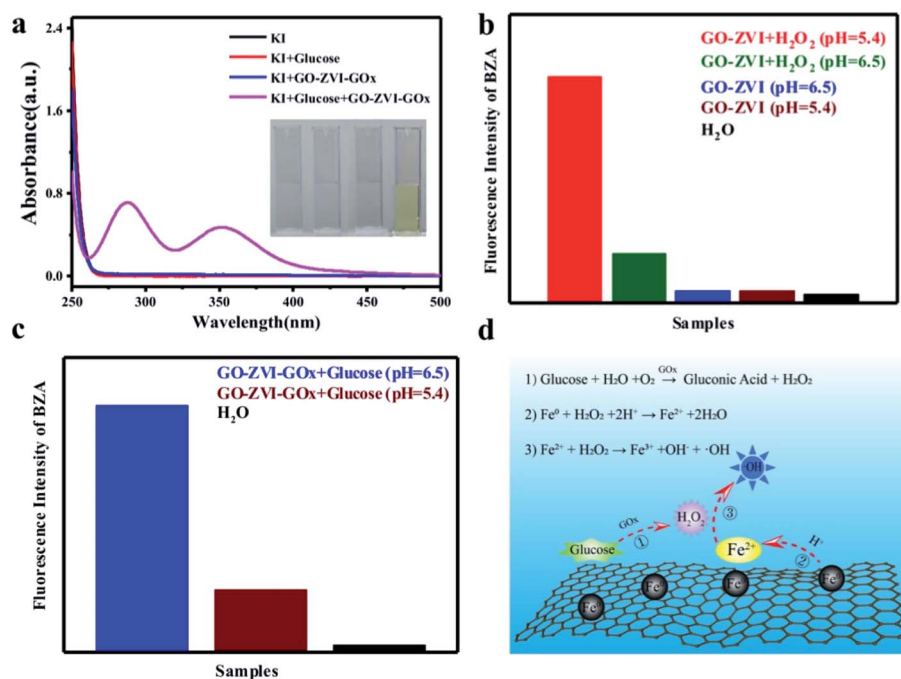 a
2.4
1.6
0.8
0.0
Absorbance(a.u.)
KI
KI+Glucose
KI+GO-ZVI-GOx
KI+Glucose+GO-ZVI-GOx
250 300 350 400 450 500
Wavelength(nm)
b
Fluorescence Intensity of BZA
GO-ZVI+H₂O₂ (pH=5.4)
GO-ZVI+H₂O₂ (pH=6.5)
GO-ZVI (pH=6.5)
GO-ZVI (pH=5.4)
H₂O
Samples
c
Fluorescence Intensity of BZA
GO-ZVI-GOx+Glucose (pH=6.5)
GO-ZVI-GOx+Glucose (pH=5.4)
H₂O
Samples
d
1) Glucose + H₂O +O₂ GOx → Gluconic Acid + H₂O₂
2) Fe⁰ + H₂O₂ +2H⁺ → Fe²⁺ +2H₂O
3) Fe²⁺ + H₂O₂ → Fe³⁺ +OH⁻ + ·OH
·OH
③
H₂O₂
GOx
①
Glucose
Fe²⁺
H⁺
②
Fe
Fe
Fe
Fe